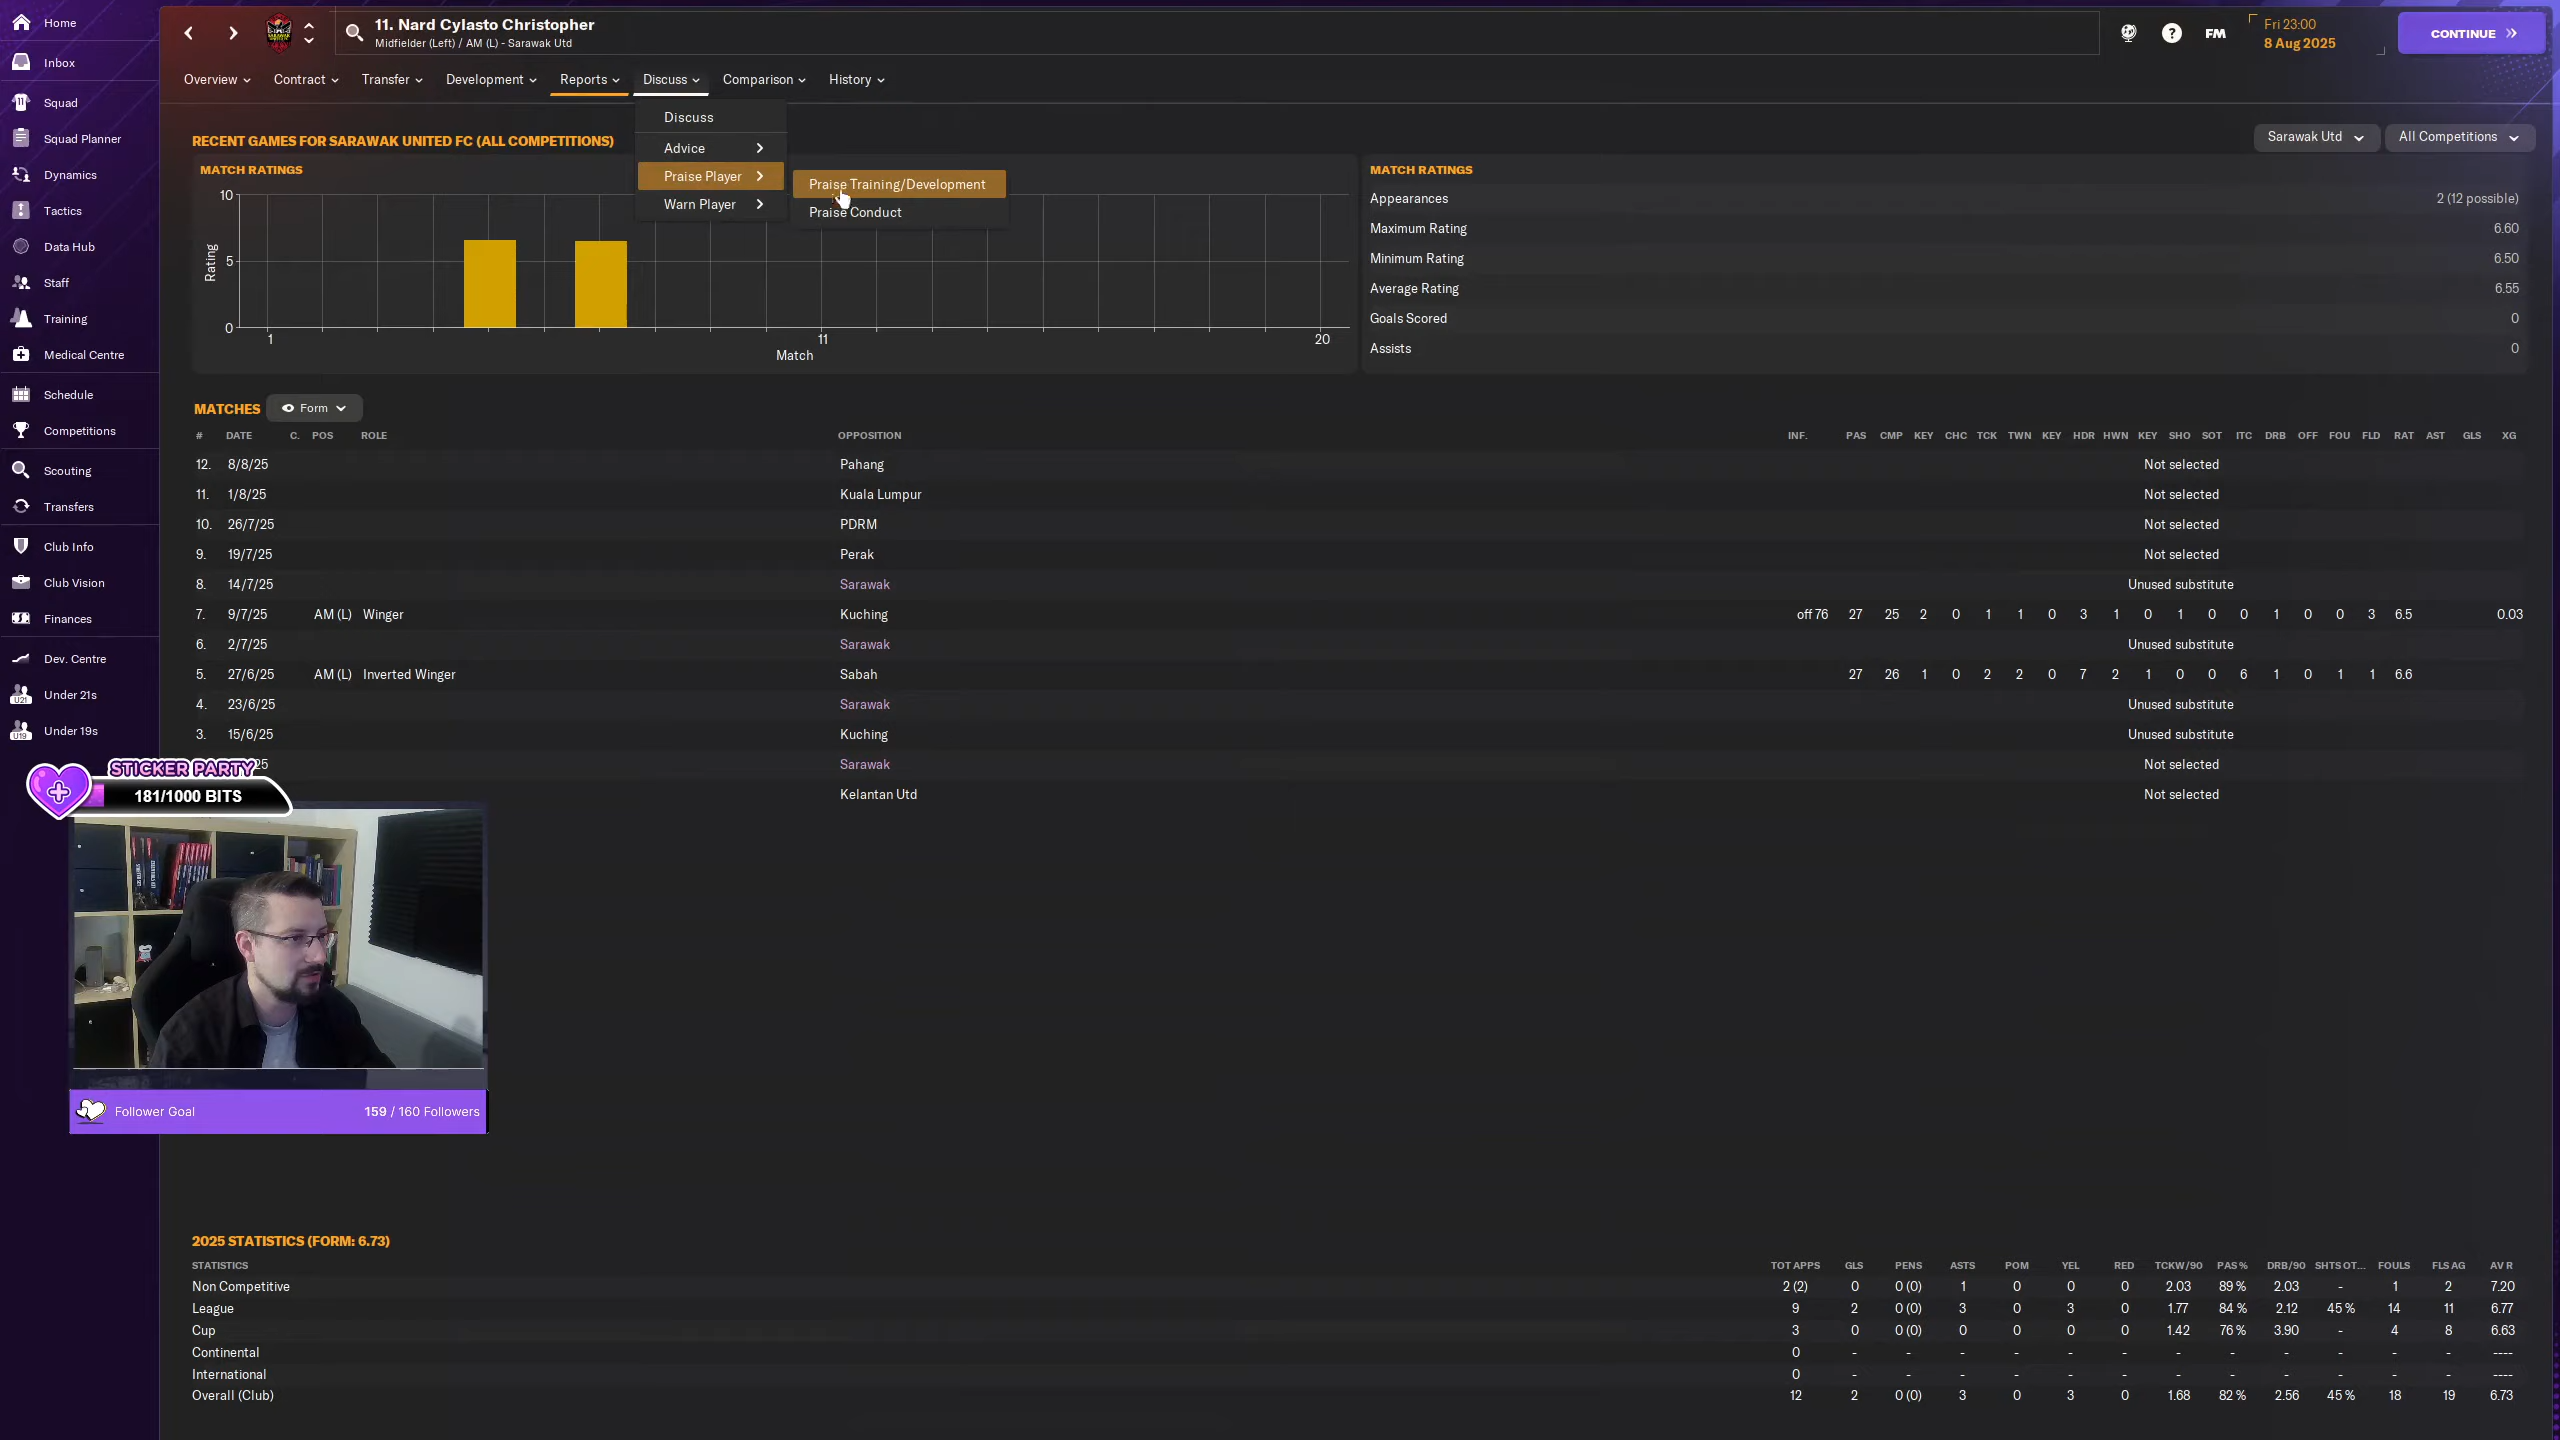 Home
Inbox
Squad
Squad Planner
Dynamics
Tactics
Data Hub
Staff
Training
Medical Centre
Schedule
Competitions
Scouting
Transfers
Club Info
Club Vision
Finances
Dev. Centre
Under 21s
Under 19s
11. Nard Cylasto Christopher
Midfielder (Left) / AM (L) - Sarawak Utd
FM
Fri 23:00
8 Aug 2025
CONTINUE
Overview Contract Transfer Development Reports Discuss Comparison History
Discuss
Advice
Praise Player
Warn Player
Praise Training/Development
Praise Conduct
RECENT GAMES FOR SARAWAK UNITED FC (ALL COMPETITIONS)
Sarawak Utd All Competitions
MATCH RATINGS
10
5
0
Rating
1 11 20
Match
MATCH RATINGS
Appearances 2 (12 possible)
Maximum Rating 6.60
Minimum Rating 6.50
Average Rating 6.55
Goals Scored 0
Assists 0
MATCHES Form
# DATE C. POS ROLE OPPOSITION INF. PAS CMP KEY CHC TCK TWN KEY HDR HWN KEY SHO SOT ITC DRB OFF FOU FLD RAT AST GLS XG
12. 8/8/25 Pahang Not selected
11. 1/8/25 Kuala Lumpur Not selected
10. 26/7/25 PDRM Not selected
9. 19/7/25 Perak Not selected
8. 14/7/25 Sarawak Unused substitute
7. 9/7/25 AM (L) Winger Kuching off 76 27 25 2 0 1 1 0 3 1 0 1 0 0 1 0 0 3 6.5 0.03
6. 2/7/25 Sarawak Unused substitute
5. 27/6/25 AM (L) Inverted Winger Sabah 27 26 1 0 2 2 0 7 2 1 0 0 6 1 0 1 1 6.6
4. 23/6/25 Sarawak Unused substitute
3. 15/6/25 Kuching Unused substitute
25 Sarawak Not selected
Kelantan Utd Not selected
STICKER PARTY
181/1000 BITS
Follower Goal 159 / 160 Followers
2025 STATISTICS (FORM: 6.73)
STATISTICS TOT APPS GLS PENS ASTS POM YEL RED TCKW/90 PAS % DRB/90 SHTS OT... FOULS FLS AG AV R
Non Competitive 2 (2) 0 0 (0) 1 0 0 0 2.03 89 % 2.03 - 1 2 7.20
League 9 2 0 (0) 3 0 3 0 1.77 84 % 2.12 45 % 14 11 6.77
Cup 3 0 0 (0) 0 0 0 0 1.42 76 % 3.90 - 4 8 6.63
Continental 0 - - - - - - - - - - - - ----
International 0 - - - - - - - - - - - - ----
Overall (Club) 12 2 0 (0) 3 0 3 0 1.68 82 % 2.56 45 % 18 19 6.73